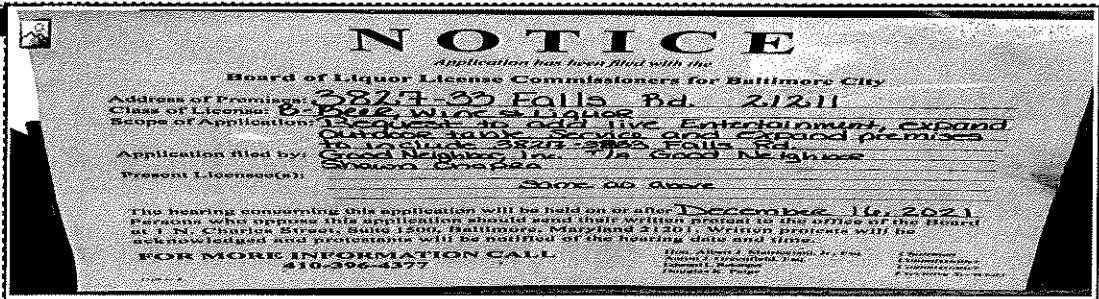 NOTICE
Application has been filed with the
Board of Liquor License Commissioners for Baltimore City
Address of Premises: 3827-33 Falls Rd. 21211
Class of License: B Beer, Wine & Liquor
Scope of Application: Request to add live Entertainment, expand
outdoor table Service and expand premises
to include 3827-3833 Falls Rd.
Application filed by: Good Neighbor Inc. T/a Good Neighbor
Shawn
Present Licensee(s):
Same as above
The hearing concerning this application will be held on or after December 16, 2021
Persons who oppose this application should send their written protest to the office of the Board
at 1 N. Charles Street, Suite 1500, Baltimore, Maryland 21201. Written protests will be
acknowledged and protestants will be notified of the hearing date and time.
FOR MORE INFORMATION CALL
410-396-4377